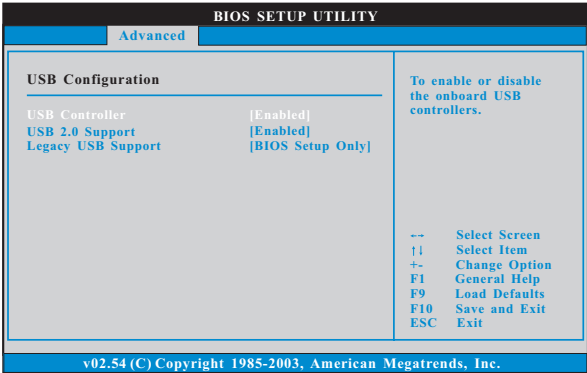 BIOS SETUP UTILITY
Advanced
USB Configuration
USB Controller [Enabled]
USB 2.0 Support [Enabled]
Legacy USB Support [BIOS Setup Only]
To enable or disable
the onboard USB
controllers.
←→ Select Screen
↑↓ Select Item
+- Change Option
F1 General Help
F9 Load Defaults
F10 Save and Exit
ESC Exit
v02.54 (C) Copyright 1985-2003, American Megatrends, Inc.